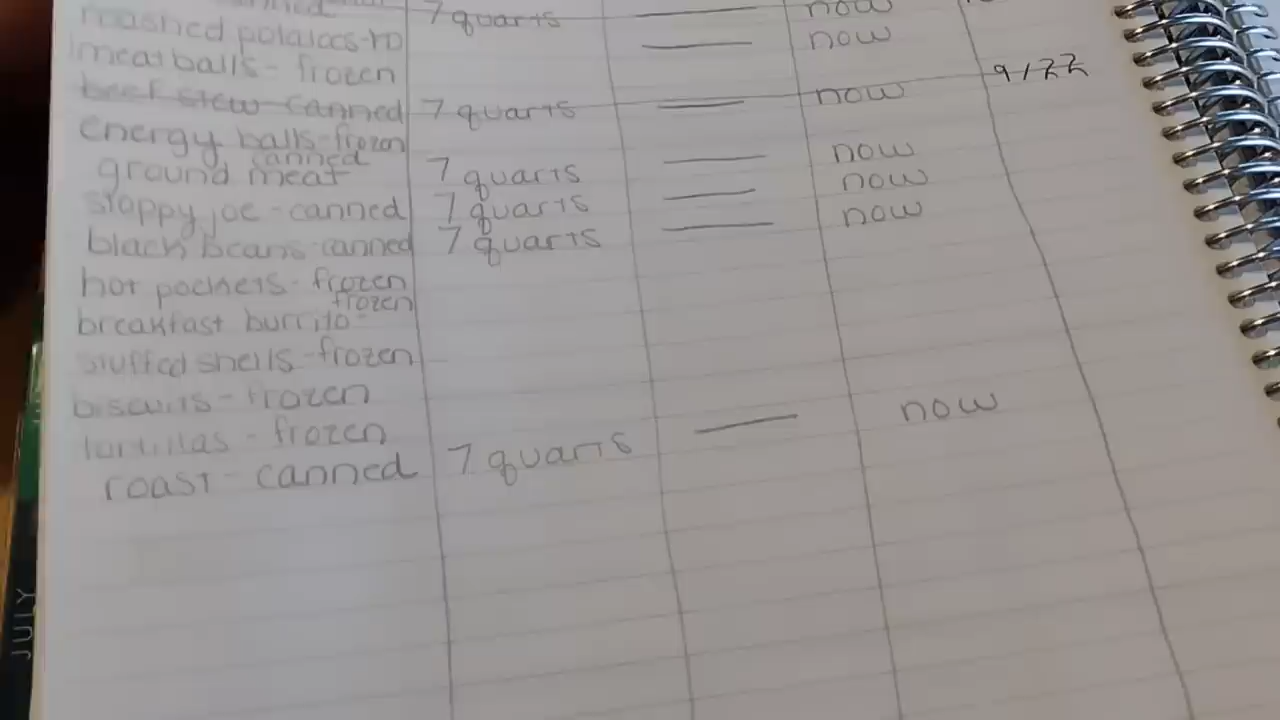 7 quarts now
mashed potatoes-FD now
meatballs - frozen
beef stew canned 7 quarts now 9/22
energy balls-frozen
canned
ground meat 7 quarts now
sloppy joe - canned 7 quarts now
black beans-canned 7 quarts now
hot pockets - frozen
frozen
breakfast burrito -
stuffed shells - frozen
biscuits - frozen
tortillas - frozen
roast - canned 7 quarts now
JULY